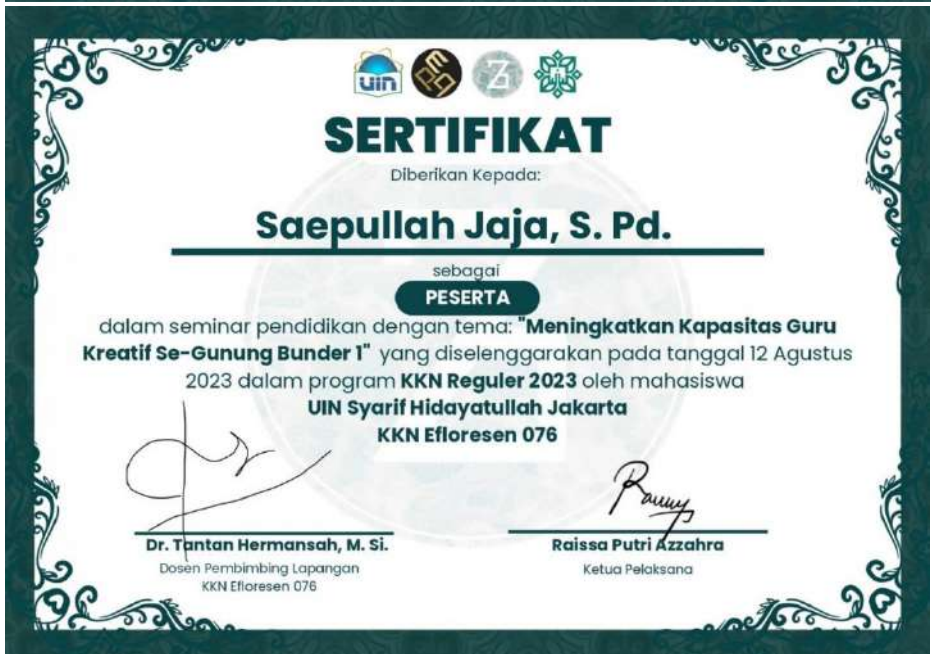 uin
SERTIFIKAT
Diberikan Kepada:
Saepullah Jaja, S. Pd.
sebagai
PESERTA
dalam seminar pendidikan dengan tema: "Meningkatkan Kapasitas Guru
Kreatif Se-Gunung Bunder 1" yang diselenggarakan pada tanggal 12 Agustus
2023 dalam program KKN Reguler 2023 oleh mahasiswa
UIN Syarif Hidayatullah Jakarta
KKN Efloresen 076
Dr. Tantan Hermansah, M. Si.
Dosen Pembimbing Lapangan
KKN Efloresen 076
Raissa Putri Azzahra
Ketua Pelaksana